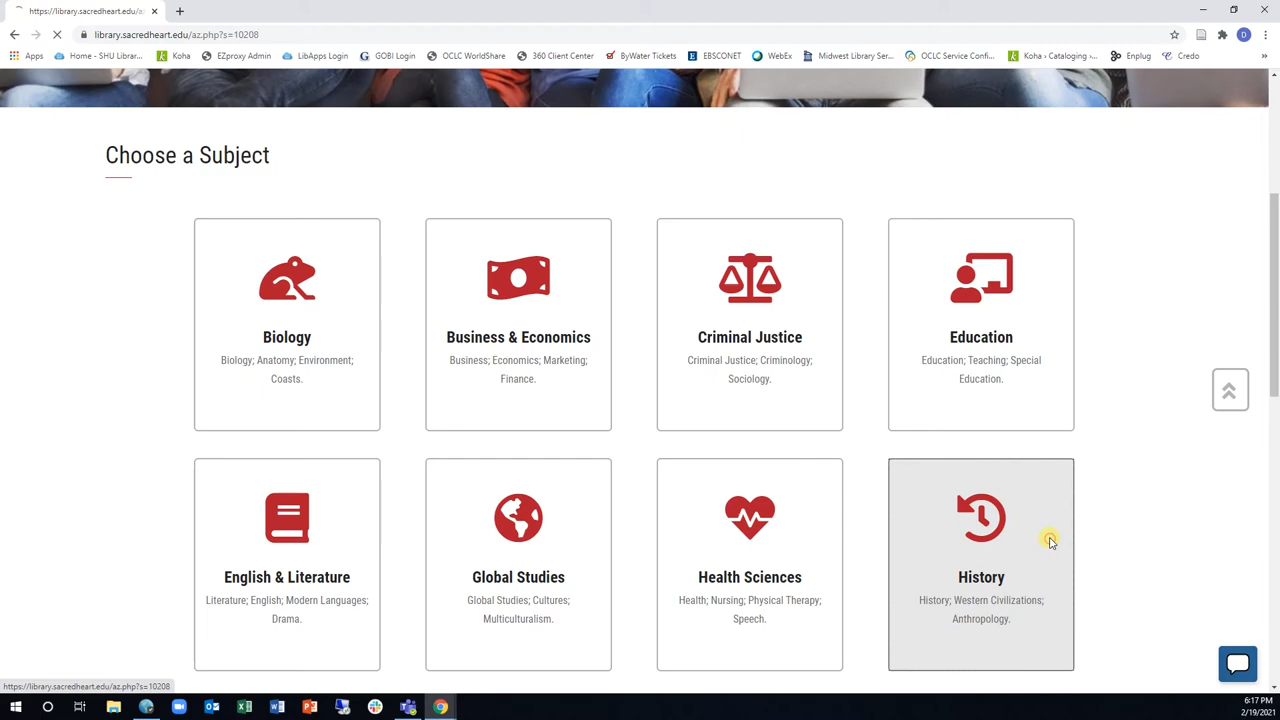 https://library.sacredheart.edu/a
library.sacredheart.edu/az.php?s=10208
D
Apps
Home - SHU Librar...
Koha
EZproxy Admin
LibApps Login
GOBI Login
OCLC WorldShare
360 Client Center
ByWater Tickets
EBSCONET
WebEx
Midwest Library Ser...
OCLC Service Confi...
Koha › Cataloging ›...
Enplug
Credo
»
Choose a Subject
Biology
Biology; Anatomy; Environment;
Coasts.
Business & Economics
Business; Economics; Marketing;
Finance.
Criminal Justice
Criminal Justice; Criminology;
Sociology.
Education
Education; Teaching; Special
Education.
English & Literature
Literature; English; Modern Languages;
Drama.
Global Studies
Global Studies; Cultures;
Multiculturalism.
Health Sciences
Health; Nursing; Physical Therapy;
Speech.
History
History; Western Civilizations;
Anthropology.
https://library.sacredheart.edu/az.php?s=10208
6:17 PM
2/19/2021